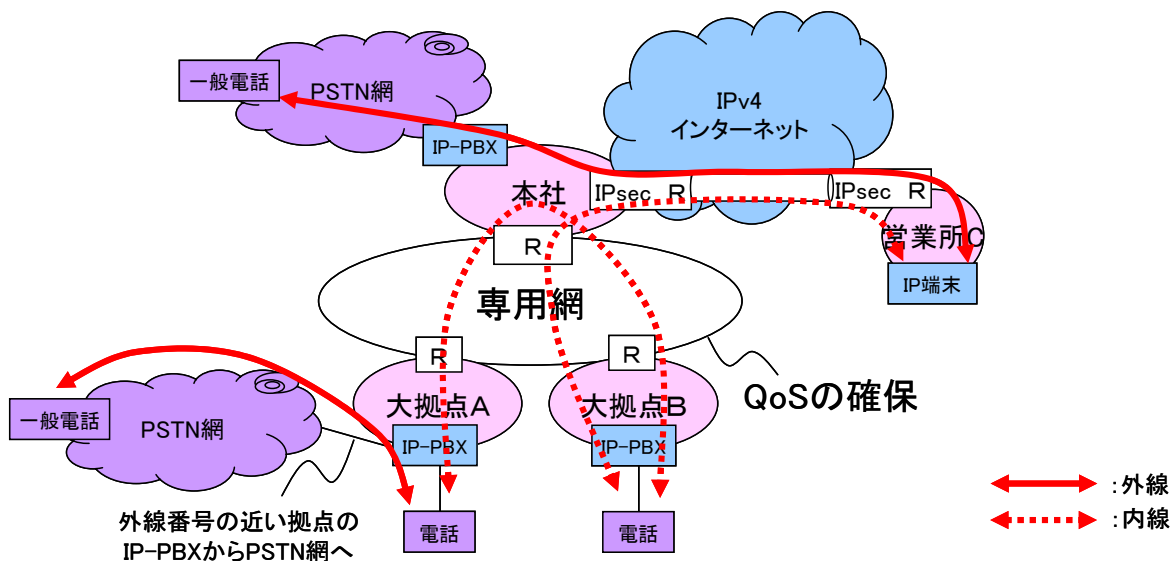 一般電話
PSTN網
IPv4
インターネット
IP-PBX
本社
IPsec R
IPsec R
営業所C
R
IP端末
専用網
R
R
大拠点A
大拠点B
QoSの確保
一般電話
PSTN網
IP-PBX
IP-PBX
:外線
:内線
電話
電話
外線番号の近い拠点の
IP-PBXからPSTN網へ